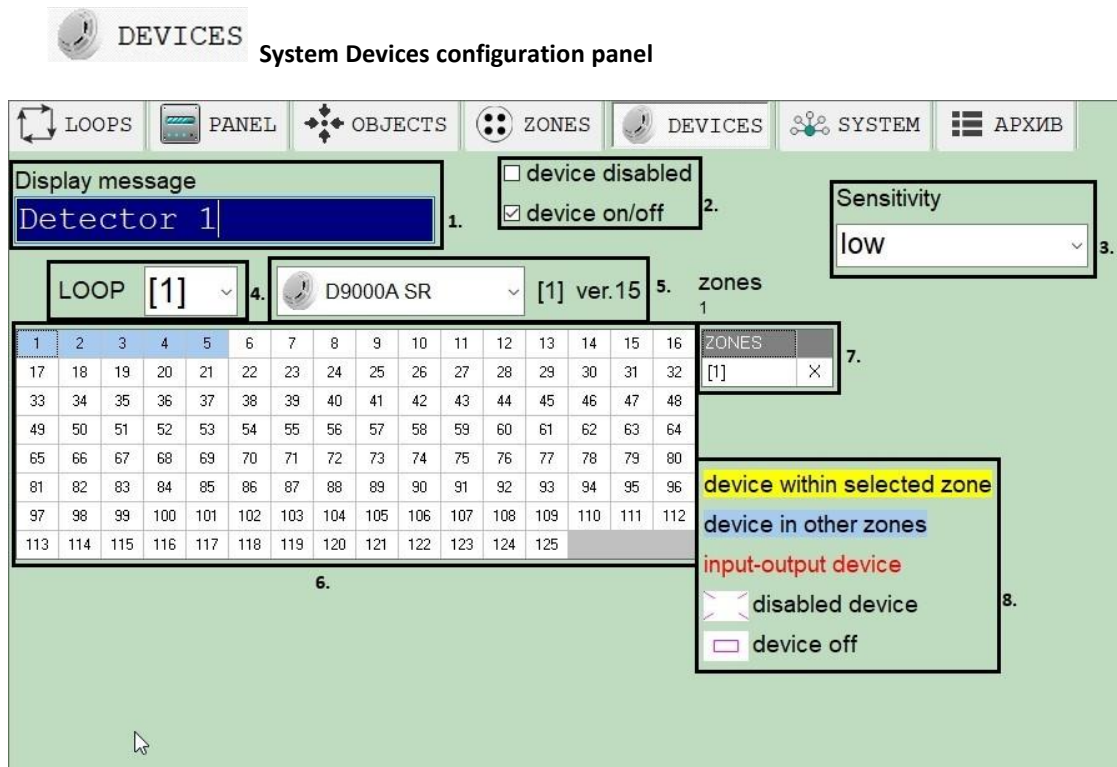 DEVICES System Devices configuration panel
LOOPS PANEL OBJECTS ZONES DEVICES SYSTEM АРХИВ
Display message
Detector 1
1.
device disabled
device on/off
2.
Sensitivity
low
3.
LOOP [1]
4.
D9000A SR [1] ver.15
5.
zones
1
1 2 3 4 5 6 7 8 9 10 11 12 13 14 15 16
17 18 19 20 21 22 23 24 25 26 27 28 29 30 31 32
33 34 35 36 37 38 39 40 41 42 43 44 45 46 47 48
49 50 51 52 53 54 55 56 57 58 59 60 61 62 63 64
65 66 67 68 69 70 71 72 73 74 75 76 77 78 79 80
81 82 83 84 85 86 87 88 89 90 91 92 93 94 95 96
97 98 99 100 101 102 103 104 105 106 107 108 109 110 111 112
113 114 115 116 117 118 119 120 121 122 123 124 125
6.
ZONES
[1] X
7.
device within selected zone
device in other zones
input-output device
disabled device
device off
8.